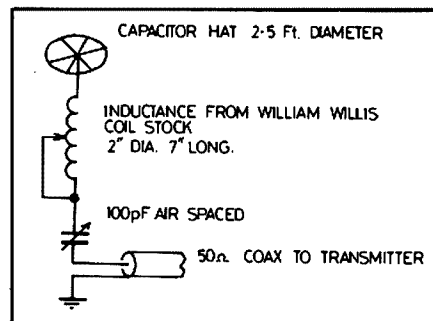 CAPACITOR HAT 2·5 Ft. DIAMETER
INDUCTANCE FROM WILLIAM WILLIS
COIL STOCK
2" DIA. 7" LONG.
100pF AIR SPACED
50Ω COAX TO TRANSMITTER